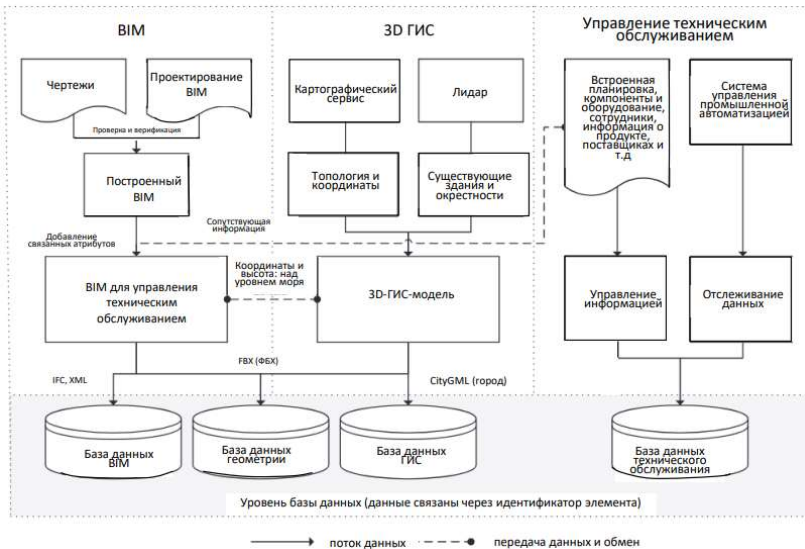 BIM
Чертежи
Проектирование
BIM
Проверка и верификация
Построенный
BIM
Добавление
связанных атрибутов
Сопутствующая
информация
BIM для управления
техническим
обслуживанием
3D ГИС
Картографический
сервис
Лидар
Топология и
координаты
Существующие
здания и
окрестности
Координаты и
высота: над
уровнем моря
3D-ГИС-модель
Управление техническим
обслуживанием
Встроенная
планировка,
компоненты и
оборудование,
сотрудники,
информация о
продукте,
поставщиках и
т.д
Система
управления
промышленной
автоматизацией
Управление
информацией
Отслеживание
данных
IFC, XML
FBX (ФБХ)
CityGML (город)
База данных
BIM
База данных
геометрии
База данных
ГИС
База данных
технического
обслуживания
Уровень базы данных (данные связаны через идентификатор элемента)
поток данных
передача данных и обмен